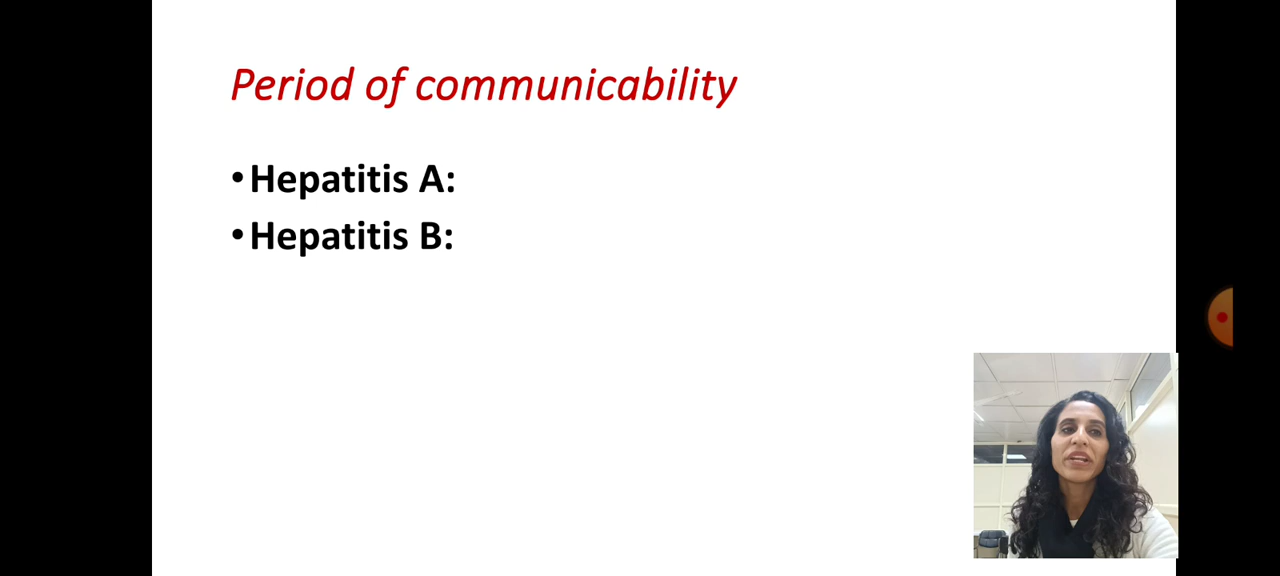 Period of communicability
•Hepatitis A:
•Hepatitis B: